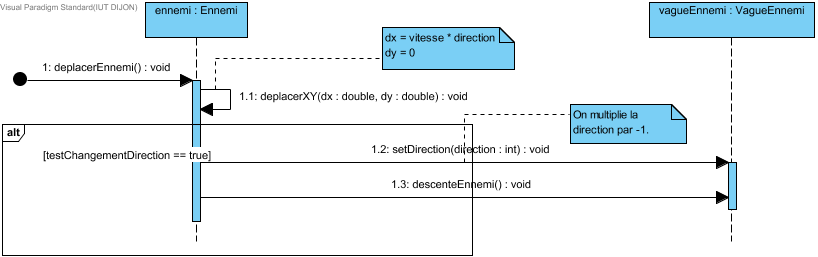 Visual Paradigm Standard(IUT DIJON)
ennemi : Ennemi
vagueEnnemi : VagueEnnemi
dx = vitesse * direction
dy = 0
1: deplacerEnnemi() : void
1.1: deplacerXY(dx : double, dy : double) : void
On multiplie la
direction par -1.
alt
[testChangementDirection == true]
1.2: setDirection(direction : int) : void
1.3: descenteEnnemi() : void